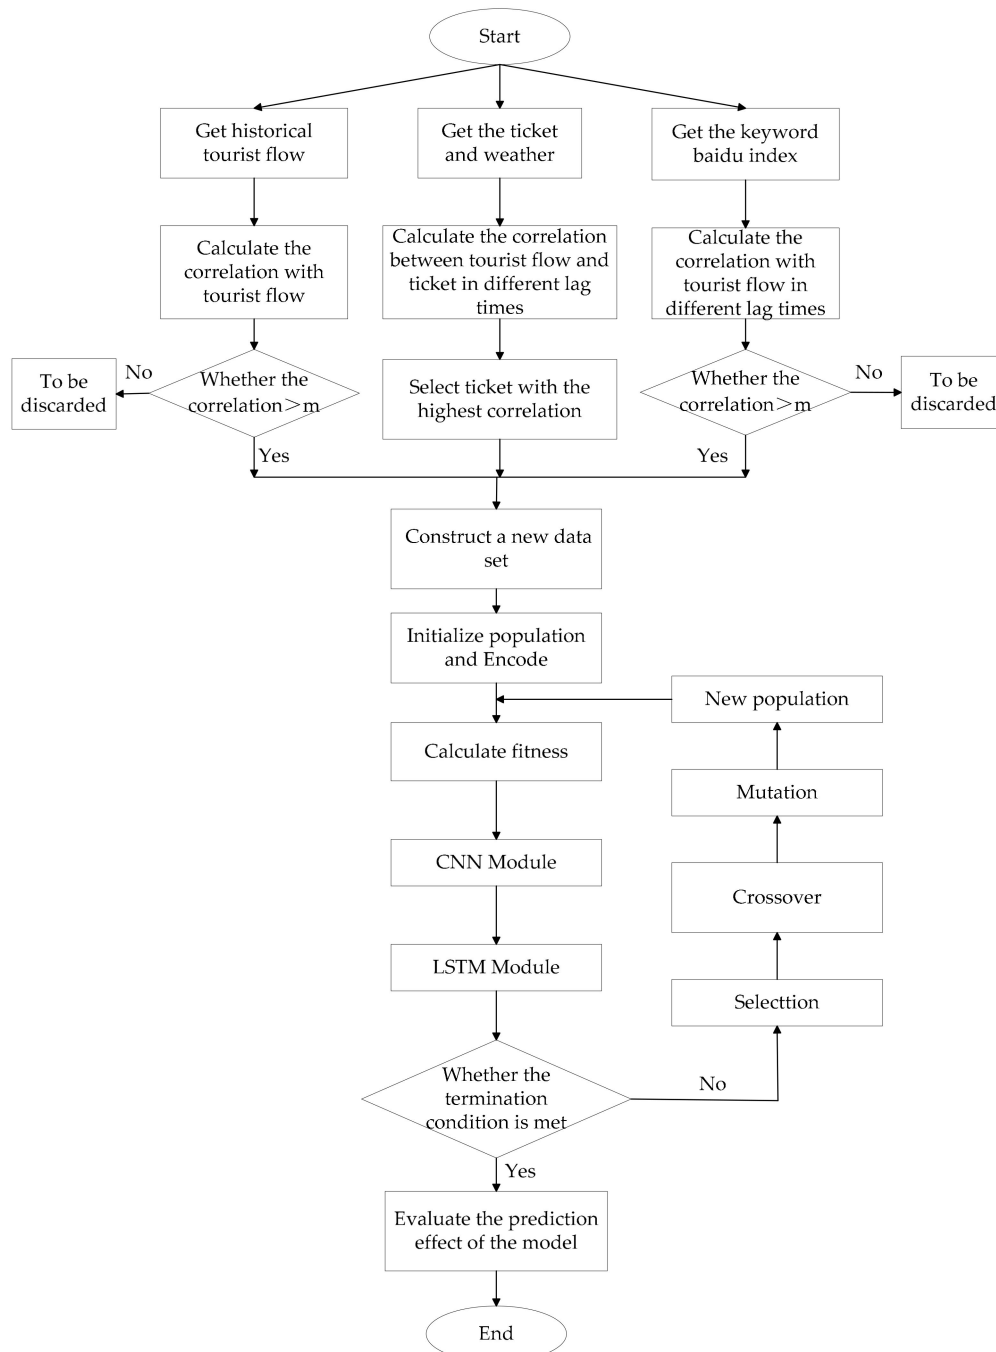 Start
Get historical
tourist flow
Get the ticket
and weather
Get the keyword
baidu index
Calculate the
correlation with
tourist flow
Calculate the correlation
between tourist flow and
ticket in different lag
times
Calculate the
correlation with
tourist flow in
different lag times
To be
discarded
No
Whether the
correlation＞m
Select ticket with the
highest correlation
Whether the
correlation＞m
No
To be
discarded
Yes
Yes
Construct a new data
set
Initialize population
and Encode
New population
Calculate fitness
Mutation
CNN Module
Crossover
LSTM Module
Selecttion
Whether the
termination
condition is met
No
Yes
Evaluate the prediction
effect of the model
End